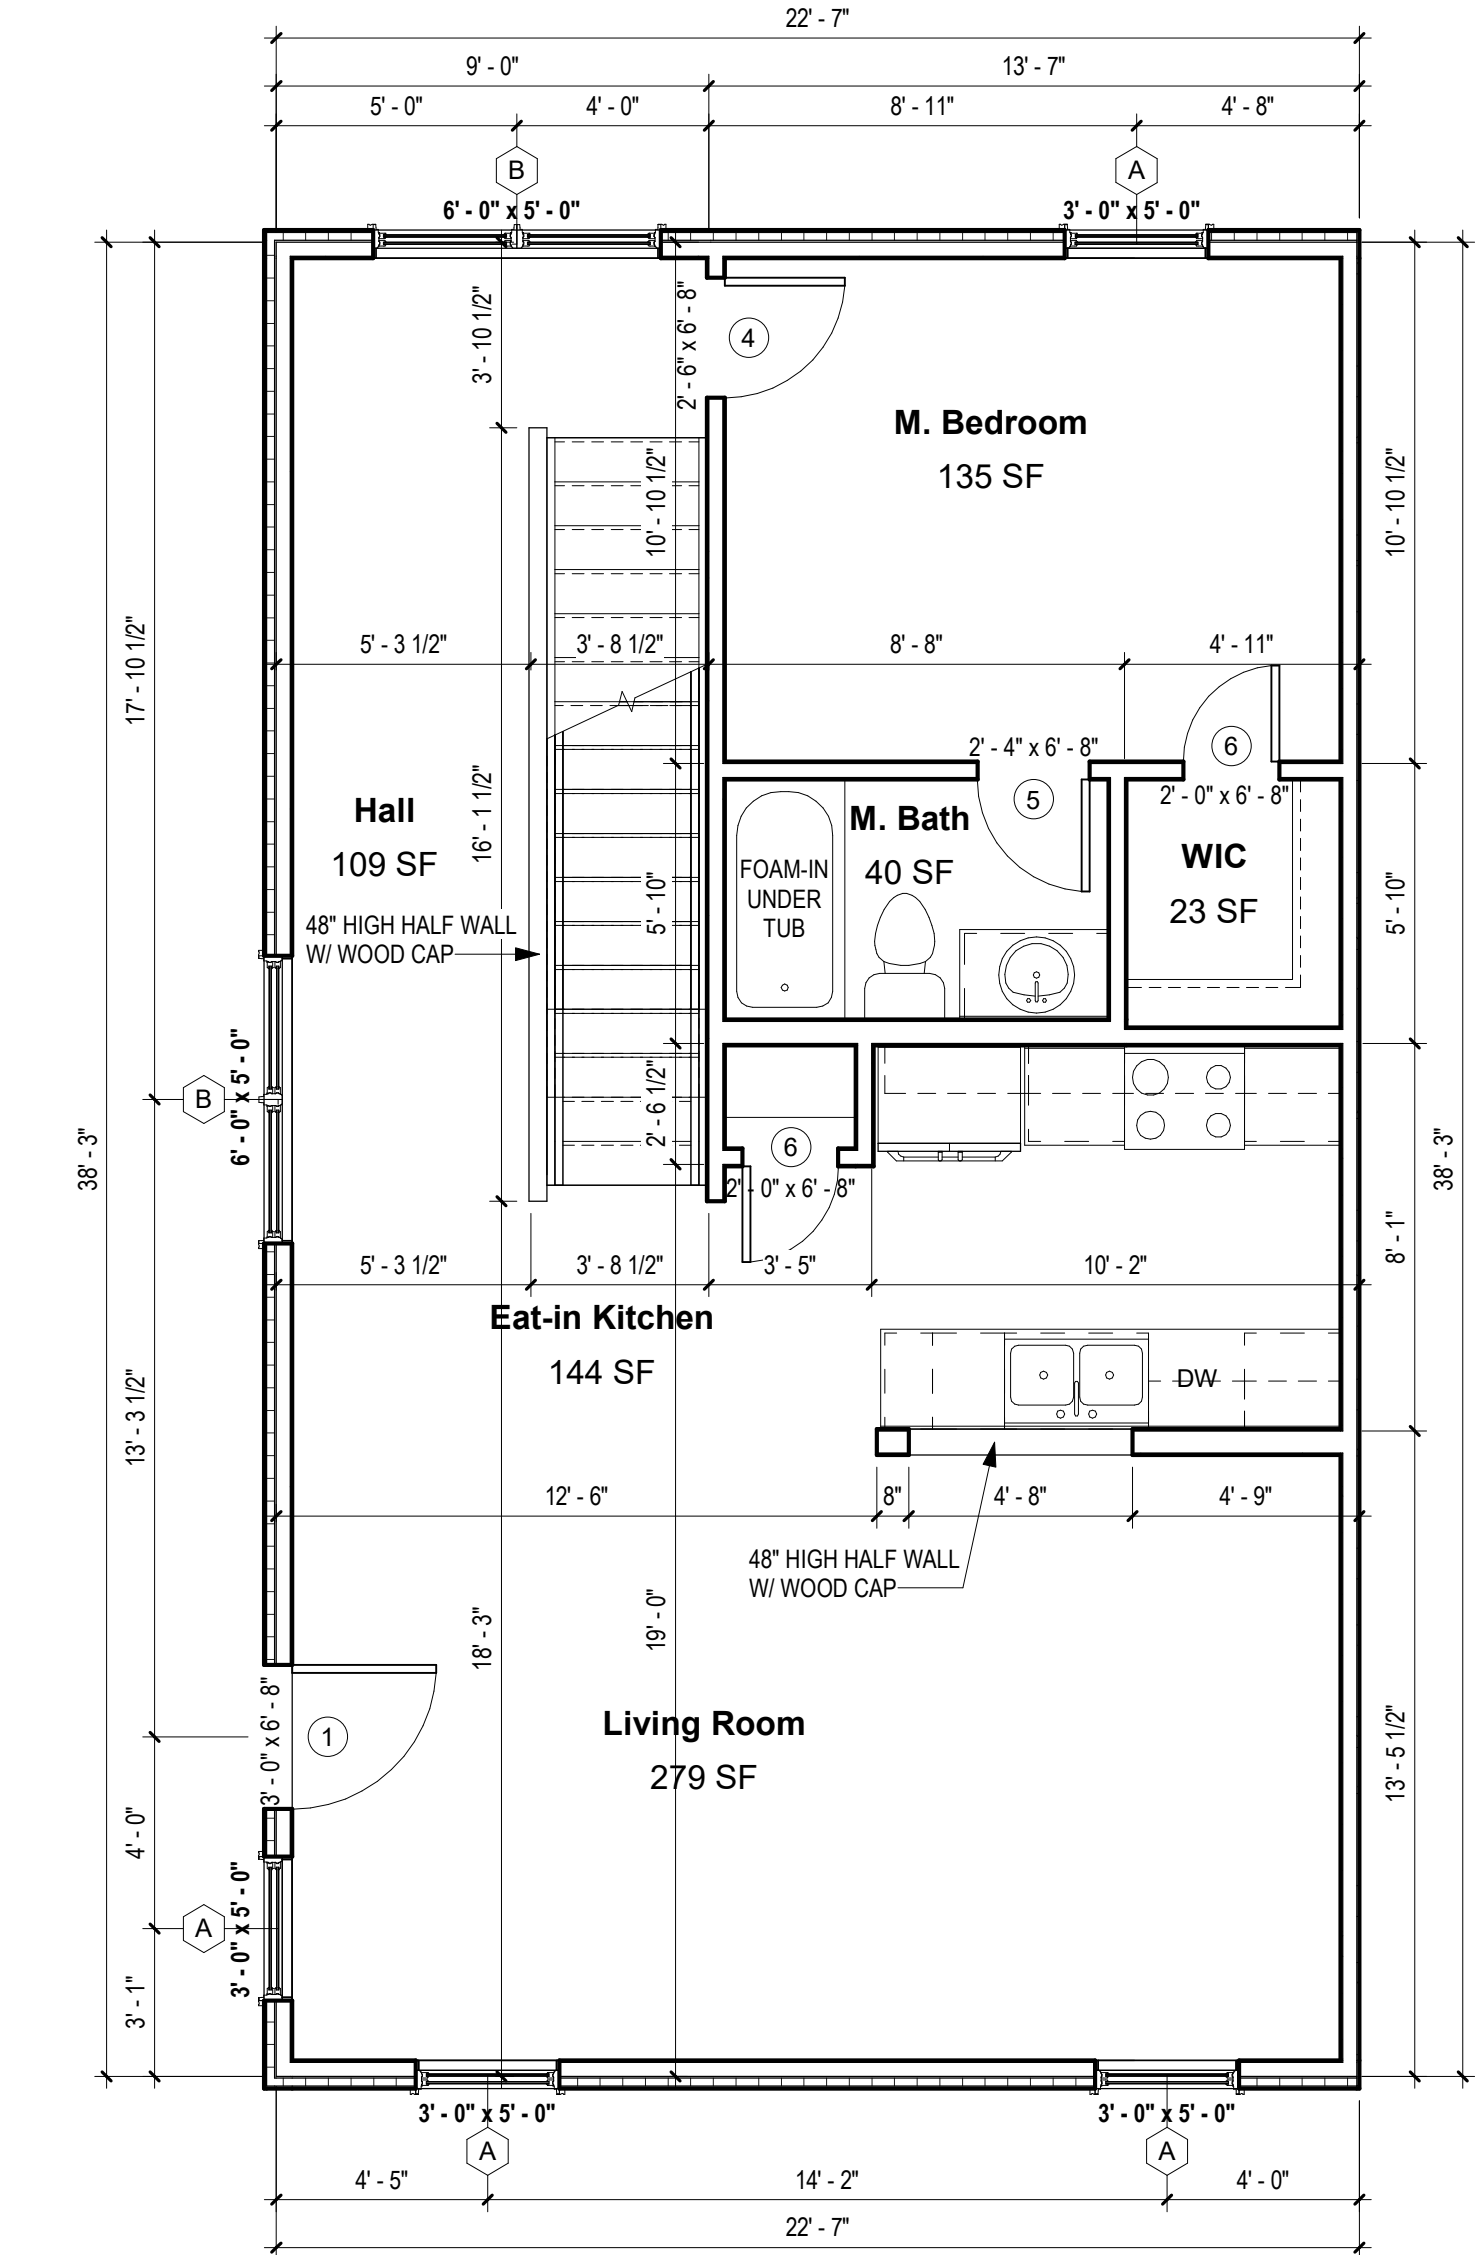 22' - 7"
9' - 0"
13' - 7"
5' - 0"
4' - 0"
8' - 11"
4' - 8"
B
A
6' - 0" x 5' - 0"
3' - 0" x 5' - 0"
3' - 10 1/2"
2' - 6" x 6' - 8"
4
M. Bedroom
135 SF
10' - 10 1/2"
10' - 10 1/2"
17' - 10 1/2"
5' - 3 1/2"
3' - 8 1/2"
8' - 8"
4' - 11"
2' - 4" x 6' - 8"
6
2' - 0" x 6' - 8"
5
Hall
109 SF
16' - 1 1/2"
M. Bath
40 SF
FOAM-IN
UNDER
TUB
WIC
23 SF
5' - 10"
5' - 10"
48" HIGH HALF WALL
W/ WOOD CAP
B
6' - 0" x 5' - 0"
38' - 3"
2' - 6 1/2"
6
2' - 0" x 6' - 8"
38' - 3"
8' - 1"
5' - 3 1/2"
3' - 8 1/2"
3' - 5"
10' - 2"
Eat-in Kitchen
144 SF
DW
13' - 3 1/2"
12' - 6"
8"
4' - 8"
4' - 9"
48" HIGH HALF WALL
W/ WOOD CAP
18' - 3"
19' - 0"
3' - 0" x 6' - 8"
1
Living Room
279 SF
13' - 5 1/2"
4' - 0"
A
3' - 0" x 5' - 0"
3' - 1"
3' - 0" x 5' - 0"
3' - 0" x 5' - 0"
A
A
4' - 5"
14' - 2"
4' - 0"
22' - 7"